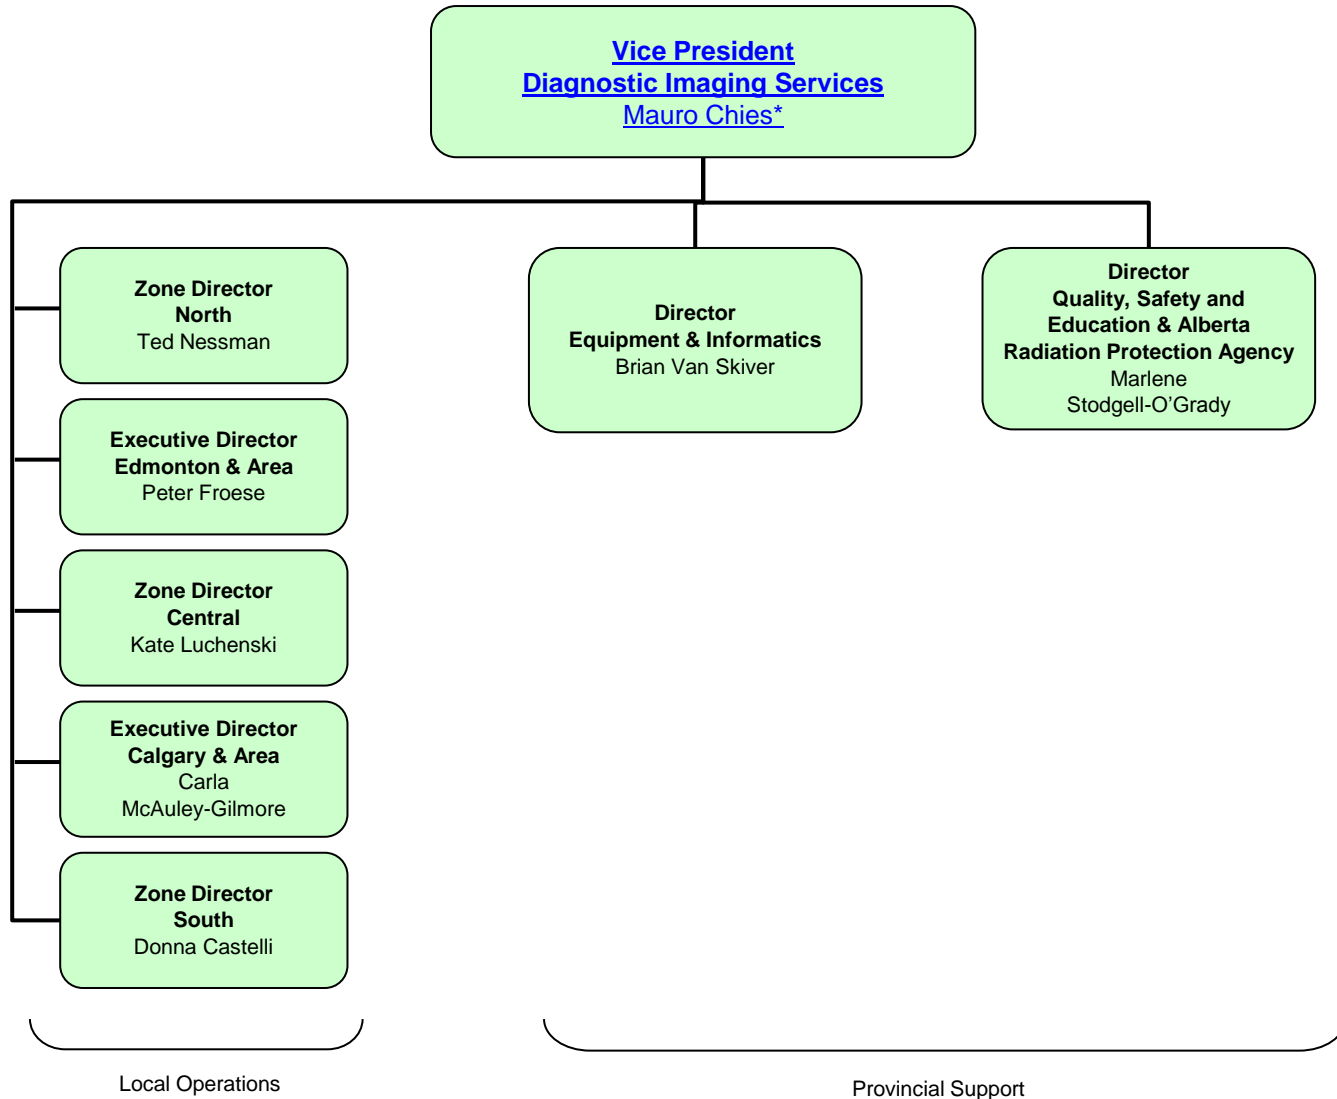 Vice President
Diagnostic Imaging Services
Mauro Chies*
Zone Director
North
Ted Nessman
Executive Director
Edmonton & Area
Peter Froese
Zone Director
Central
Kate Luchenski
Executive Director
Calgary & Area
Carla
McAuley-Gilmore
Zone Director
South
Donna Castelli
Local Operations
Director
Equipment & Informatics
Brian Van Skiver
Director
Quality, Safety and
Education & Alberta
Radiation Protection Agency
Marlene
Stodgell-O’Grady
Provincial Support